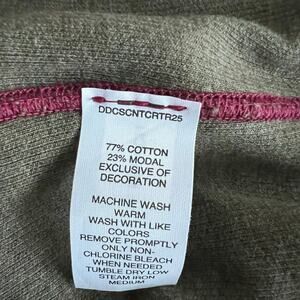 DDCSCNTCRTR25
77% COTTON
23% MODAL
EXCLUSIVE OF
DECORATION
MACHINE WASH
WARM
WASH WITH LIKE
COLORS
REMOVE PROMPTLY
ONLY NON-
CHLORINE BLEACH
WHEN NEEDED
TUMBLE DRY LOW
STEAM IRON
MEDIUM